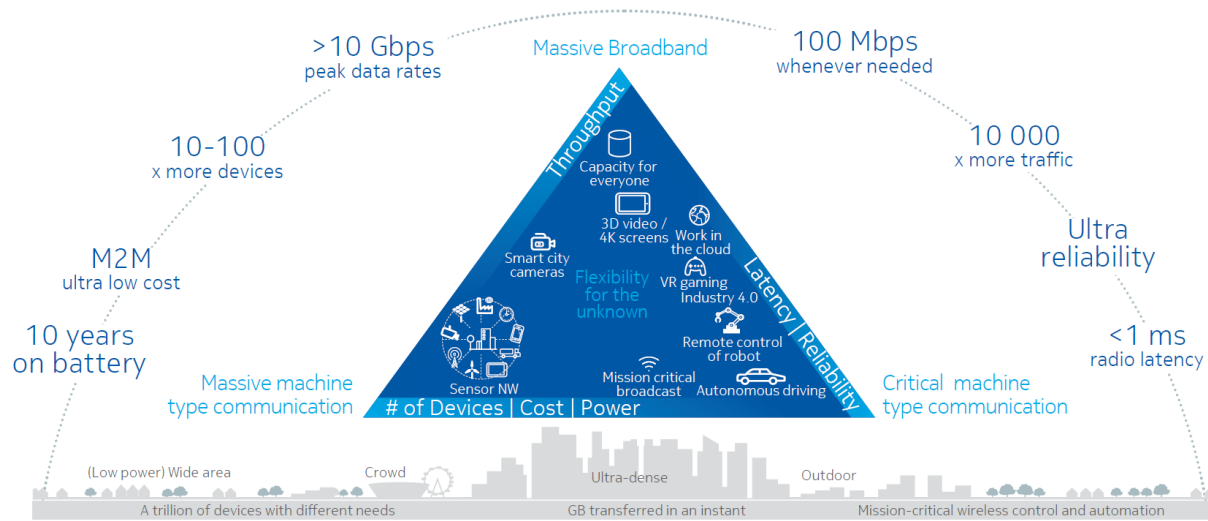 Massive Broadband
>10 Gbps
peak data rates
100 Mbps
whenever needed
10-100
x more devices
10 000
x more traffic
M2M
ultra low cost
Ultra
reliability
10 years
on battery
<1 ms
radio latency
Throughput
Capacity for
everyone
3D video /
4K screens
Work in
the cloud
Smart city
cameras
Flexibility
for the
unknown
VR gaming
Industry 4.0
Latency | Reliability
Remote control
of robot
Sensor NW
Mission critical
broadcast
Autonomous driving
Massive machine
type communication
# of Devices | Cost | Power
Critical machine
type communication
(Low power) Wide area
Crowd
Ultra-dense
Outdoor
A trillion of devices with different needs
GB transferred in an instant
Mission-critical wireless control and automation